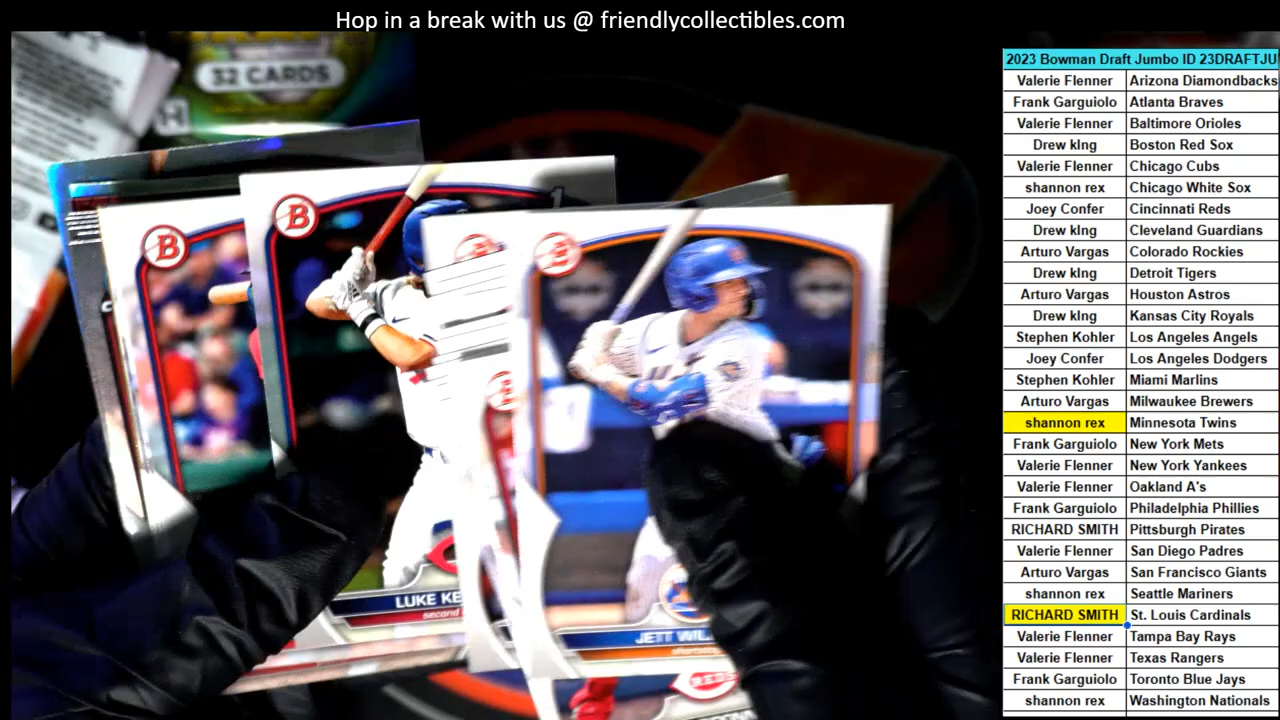 Hop in a break with us @ friendlycollectibles.com
32 CARDS
B
B
B
LUKE
second
JETT
REDS
2023 Bowman Draft Jumbo ID 23DRAFTJU
Valerie Flenner Arizona Diamondbacks
Frank Garguiolo Atlanta Braves
Valerie Flenner Baltimore Orioles
Drew kIng Boston Red Sox
Valerie Flenner Chicago Cubs
shannon rex Chicago White Sox
Joey Confer Cincinnati Reds
Drew kIng Cleveland Guardians
Arturo Vargas Colorado Rockies
Drew kIng Detroit Tigers
Arturo Vargas Houston Astros
Drew kIng Kansas City Royals
Stephen Kohler Los Angeles Angels
Joey Confer Los Angeles Dodgers
Stephen Kohler Miami Marlins
Arturo Vargas Milwaukee Brewers
shannon rex Minnesota Twins
Frank Garguiolo New York Mets
Valerie Flenner New York Yankees
Valerie Flenner Oakland A's
Frank Garguiolo Philadelphia Phillies
RICHARD SMITH Pittsburgh Pirates
Valerie Flenner San Diego Padres
Arturo Vargas San Francisco Giants
shannon rex Seattle Mariners
RICHARD SMITH St. Louis Cardinals
Valerie Flenner Tampa Bay Rays
Valerie Flenner Texas Rangers
Frank Garguiolo Toronto Blue Jays
shannon rex Washington Nationals